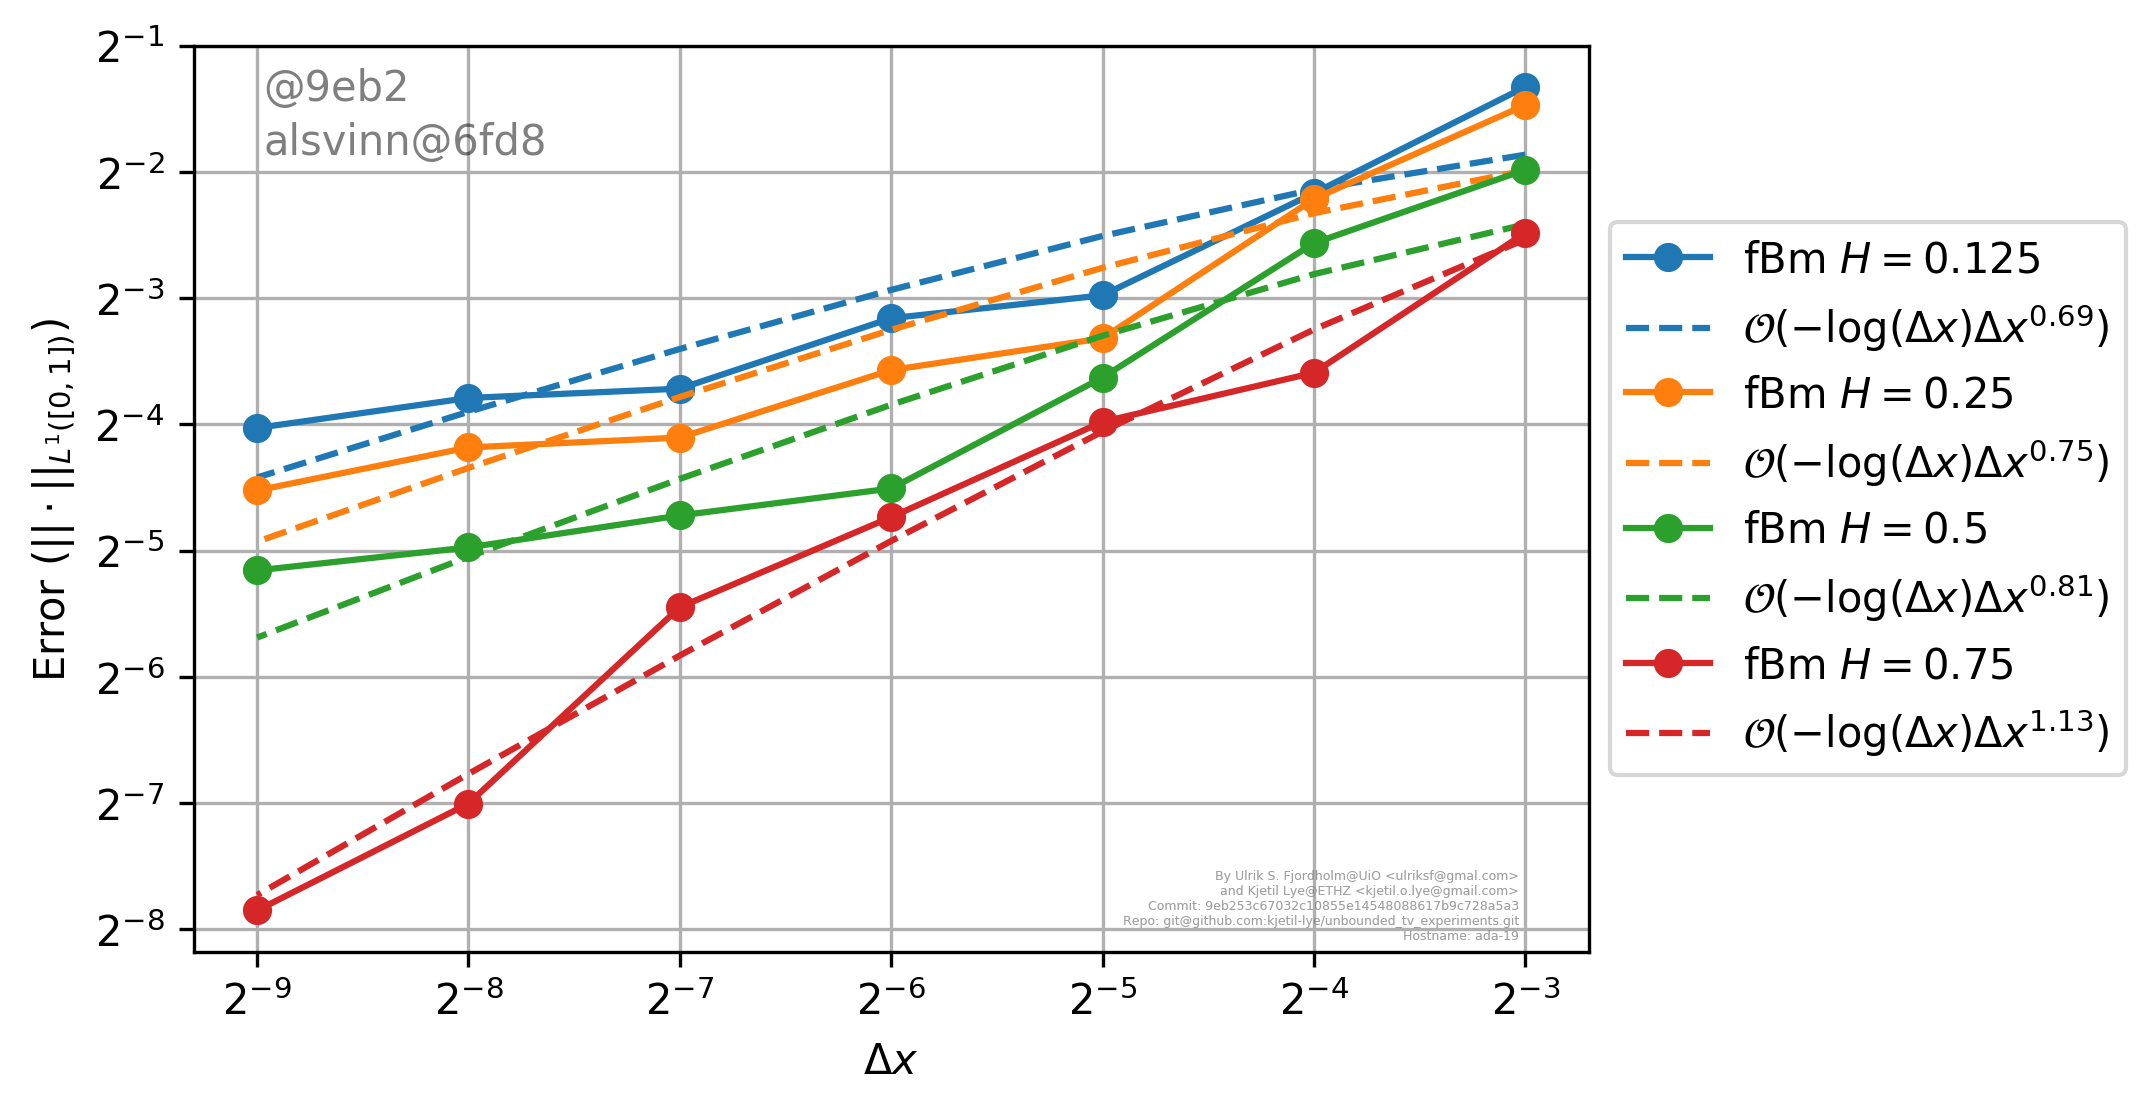 @9eb2
alsvinn@6fd8
2⁻¹
2⁻²
2⁻³
2⁻⁴
2⁻⁵
2⁻⁶
2⁻⁷
2⁻⁸
Error (|| · ||_{L¹([0, 1])})
2⁻⁹ 2⁻⁸ 2⁻⁷ 2⁻⁶ 2⁻⁵ 2⁻⁴ 2⁻³
Δx
fBm H = 0.125
𝒪(−log(Δx)Δx^{0.69})
fBm H = 0.25
𝒪(−log(Δx)Δx^{0.75})
fBm H = 0.5
𝒪(−log(Δx)Δx^{0.81})
fBm H = 0.75
𝒪(−log(Δx)Δx^{1.13})
By Ulrik S. Fjordholm@UiO <ulriksf@gmal.com>
and Kjetil Lye@ETHZ <kjetil.o.lye@gmail.com>
Commit: 9eb253c67032c10855e14548088617b9c728a5a3
Repo: git@github.com:kjetil-lye/unbounded_tv_experiments.git
Hostname: ada-19